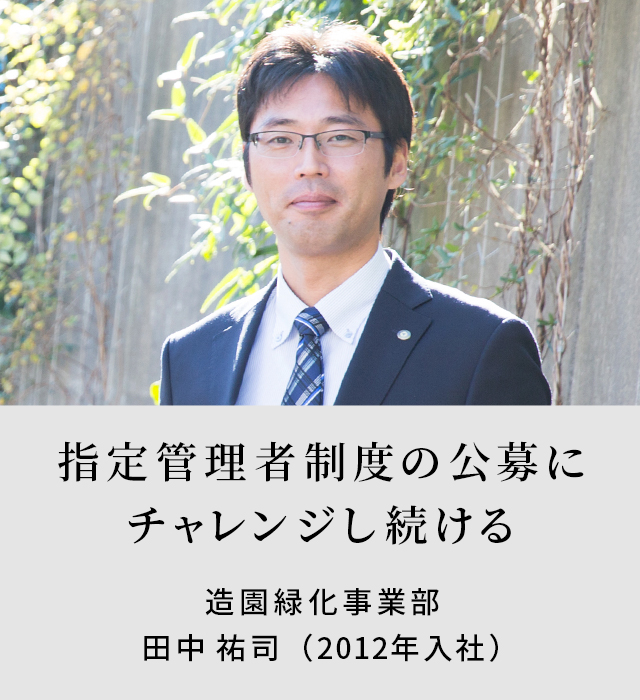 指定管理者制度の公募に
チャレンジし続ける
造園緑化事業部
田中 祐司（2012年入社）